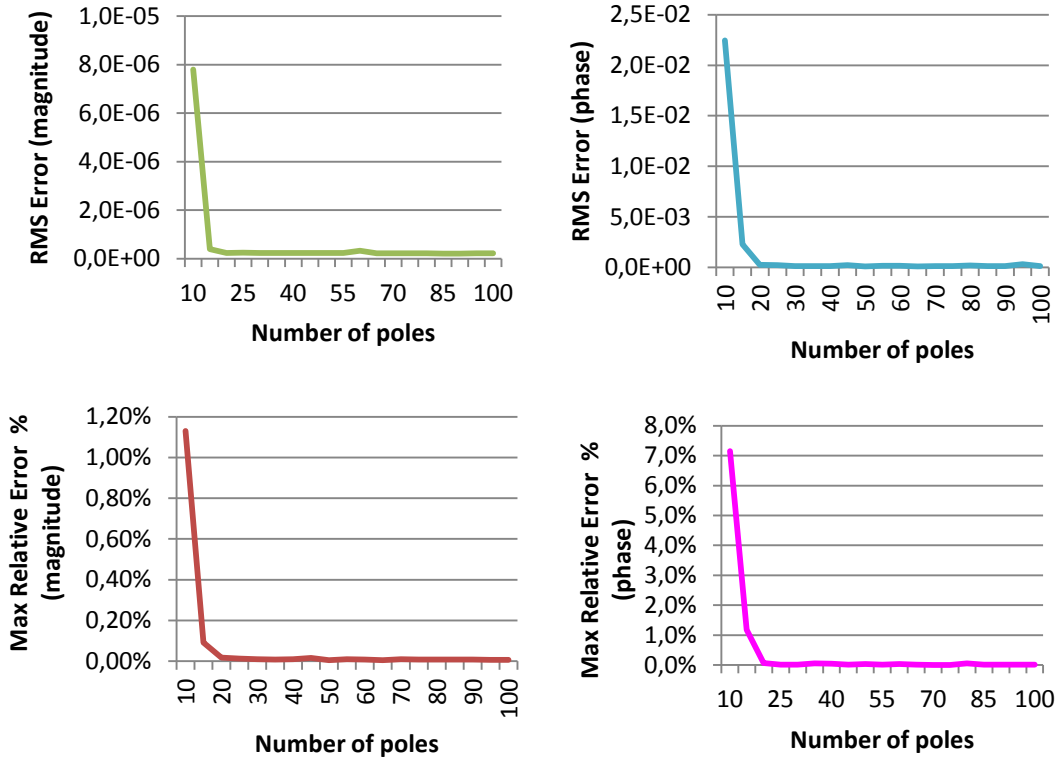 RMS Error (magnitude)
1,0E-05
8,0E-06
6,0E-06
4,0E-06
2,0E-06
0,0E+00
10 25 40 55 70 85 100
Number of poles
RMS Error (phase)
2,5E-02
2,0E-02
1,5E-02
1,0E-02
5,0E-03
0,0E+00
10 20 30 40 50 60 70 80 90 100
Number of poles
Max Relative Error %
(magnitude)
1,20%
1,00%
0,80%
0,60%
0,40%
0,20%
0,00%
10 20 30 40 50 60 70 80 90 100
Number of poles
Max Relative Error %
(phase)
8,0%
7,0%
6,0%
5,0%
4,0%
3,0%
2,0%
1,0%
0,0%
10 25 40 55 70 85 100
Number of poles